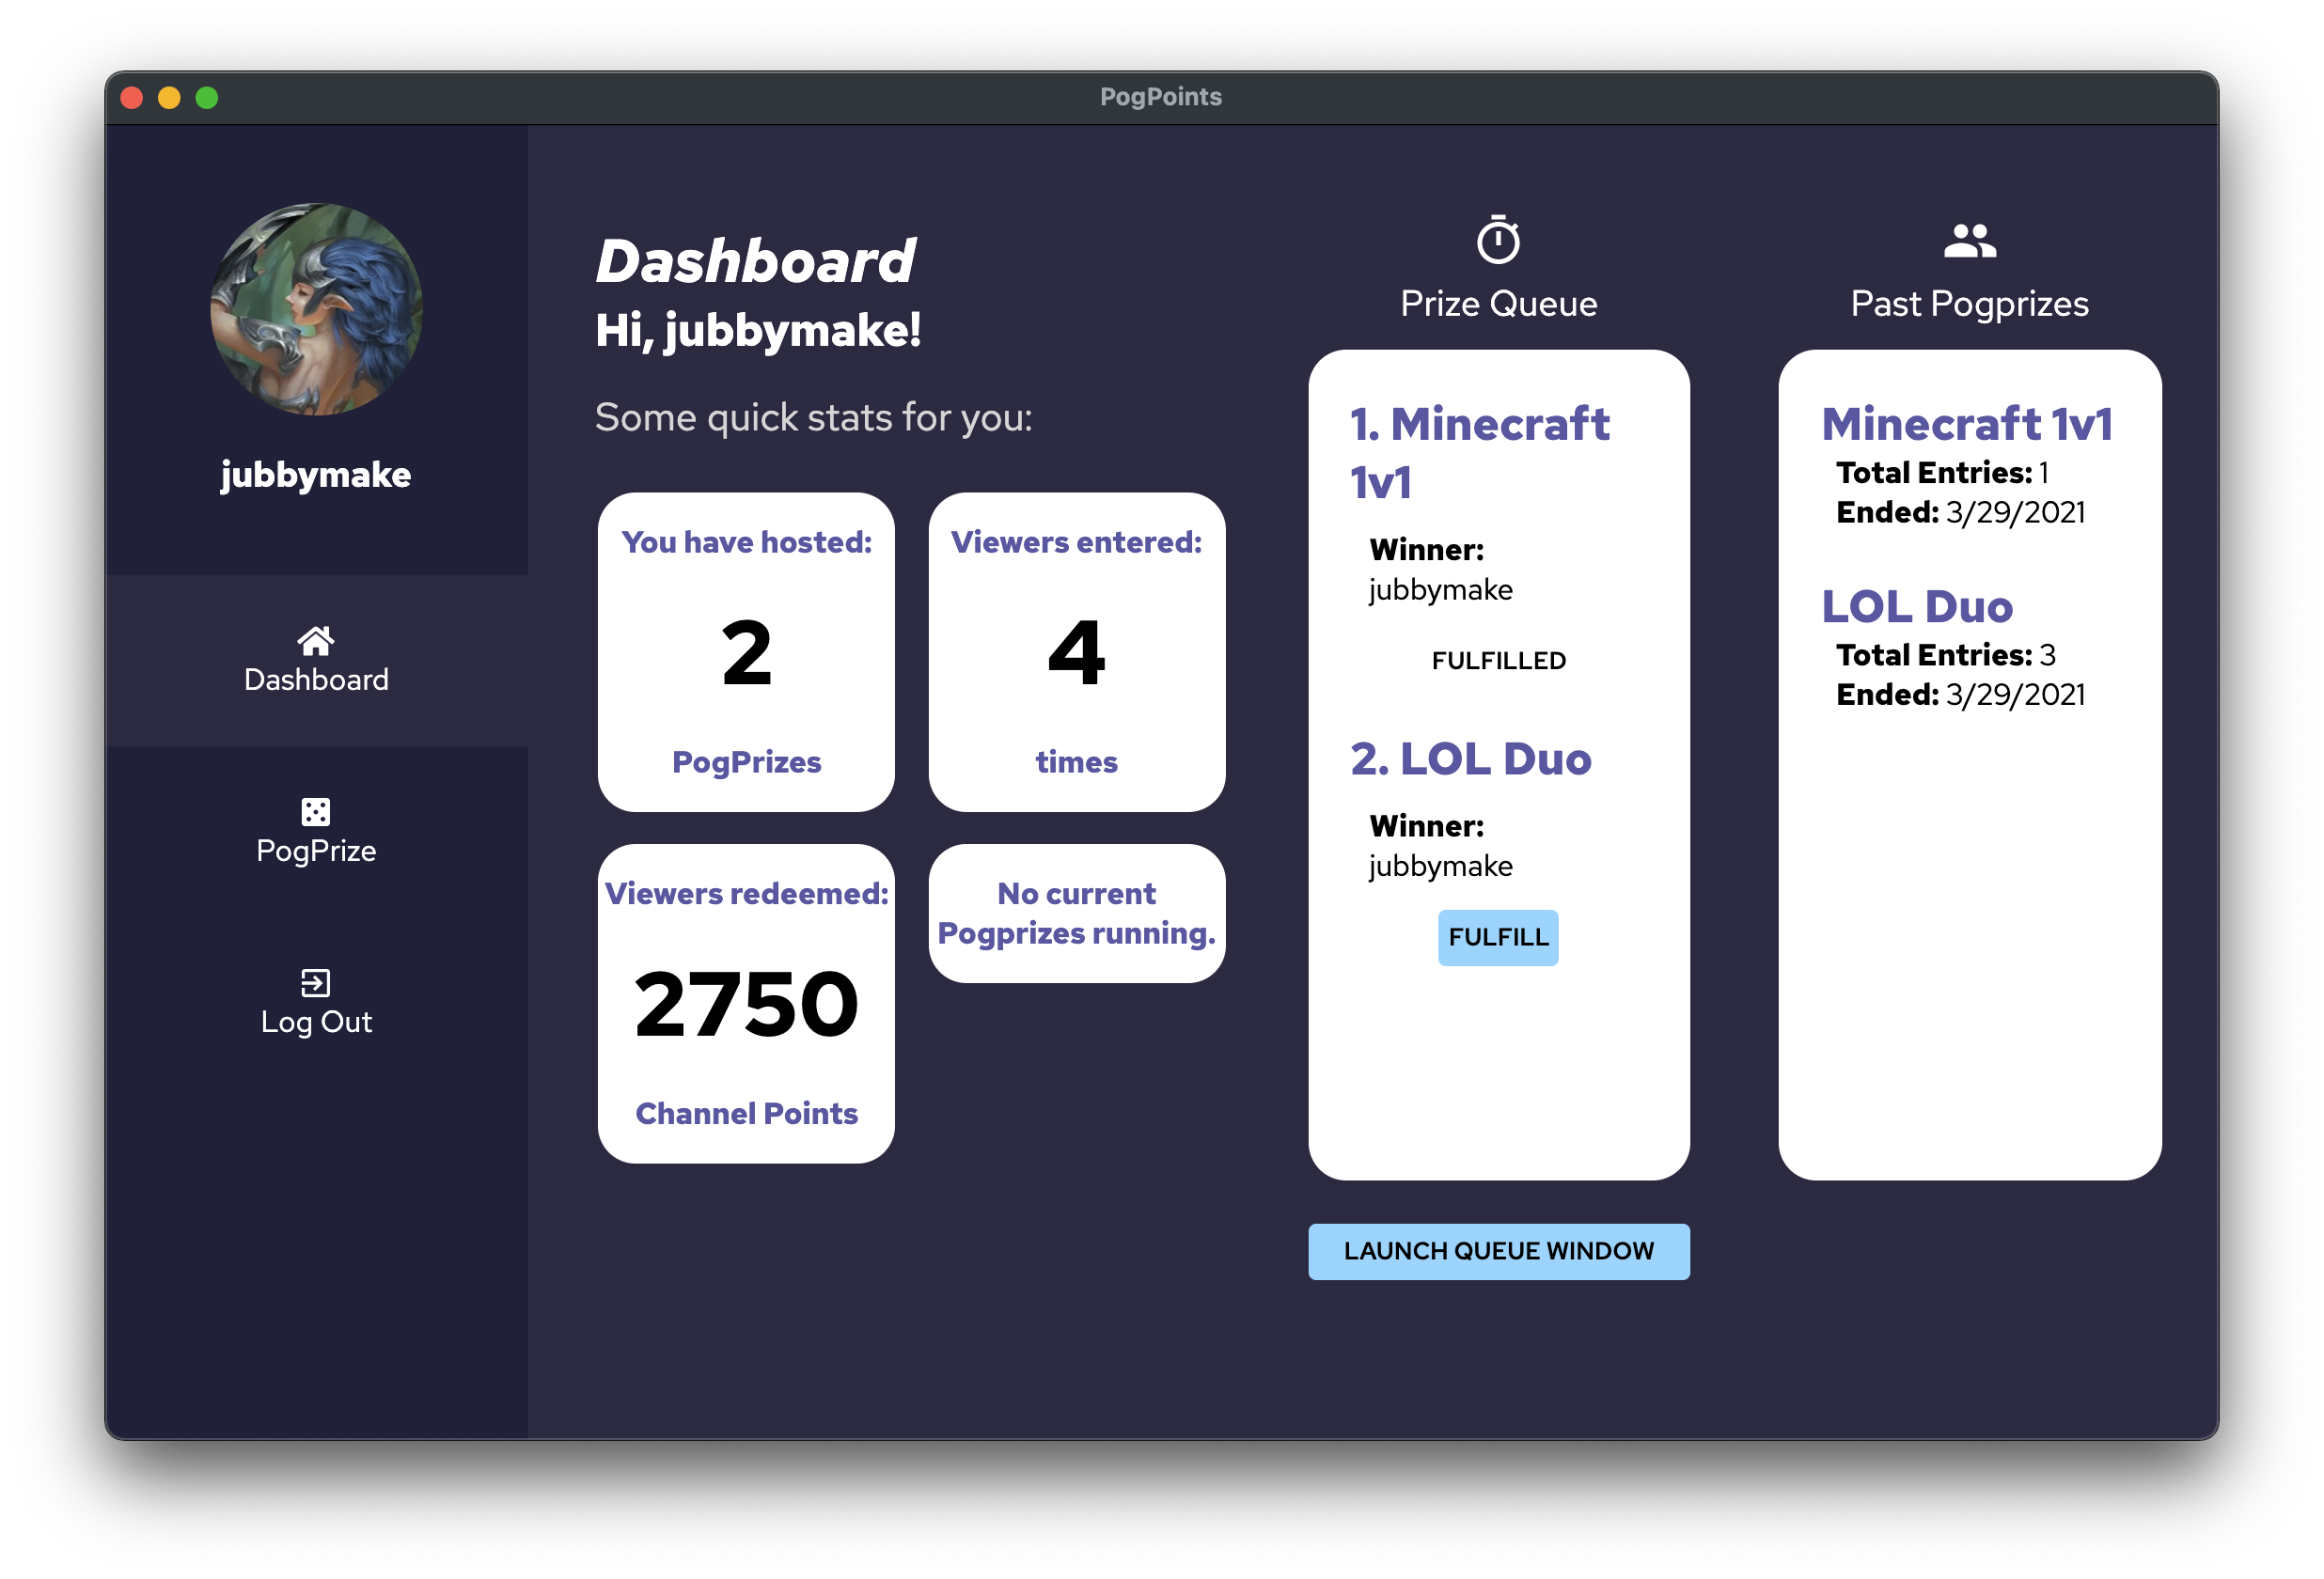 PogPoints
jubbymake
Dashboard
PogPrize
Log Out
Dashboard
Hi, jubbymake!
Some quick stats for you:
You have hosted:
2
PogPrizes
Viewers entered:
4
times
Viewers redeemed:
2750
Channel Points
No current
Pogprizes running.
Prize Queue
1. Minecraft
1v1
Winner:
jubbymake
FULFILLED
2. LOL Duo
Winner:
jubbymake
FULFILL
LAUNCH QUEUE WINDOW
Past Pogprizes
Minecraft 1v1
Total Entries: 1
Ended: 3/29/2021
LOL Duo
Total Entries: 3
Ended: 3/29/2021